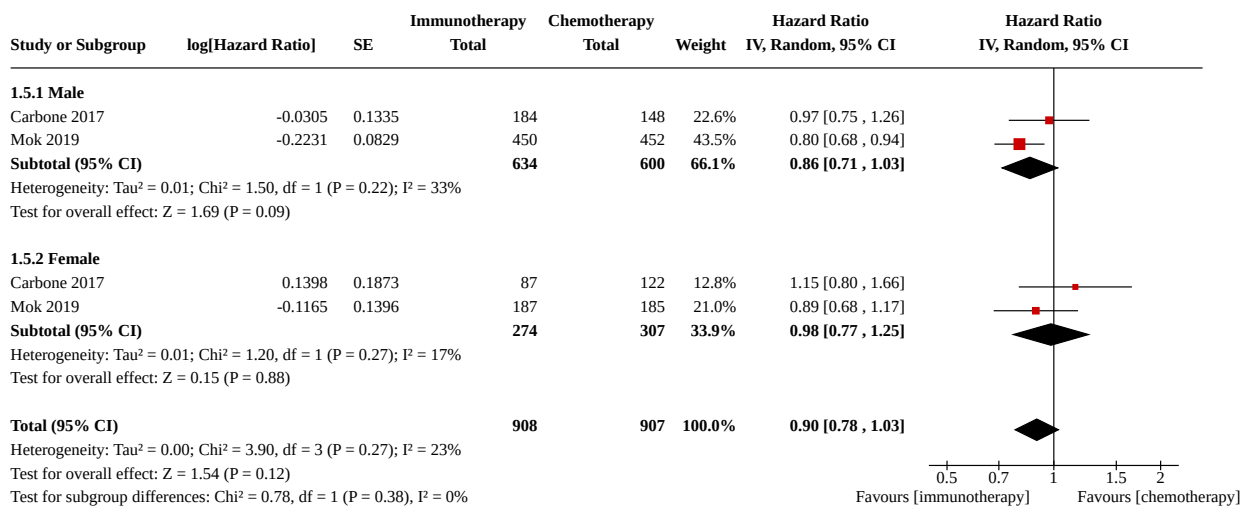 Immunotherapy Chemotherapy Hazard Ratio Hazard Ratio
Study or Subgroup log[Hazard Ratio] SE Total Total Weight IV, Random, 95% CI IV, Random, 95% CI
1.5.1 Male
Carbone 2017 -0.0305 0.1335 184 148 22.6% 0.97 [0.75 , 1.26]
Mok 2019 -0.2231 0.0829 450 452 43.5% 0.80 [0.68 , 0.94]
Subtotal (95% CI) 634 600 66.1% 0.86 [0.71 , 1.03]
Heterogeneity: Tau² = 0.01; Chi² = 1.50, df = 1 (P = 0.22); I² = 33%
Test for overall effect: Z = 1.69 (P = 0.09)
1.5.2 Female
Carbone 2017 0.1398 0.1873 87 122 12.8% 1.15 [0.80 , 1.66]
Mok 2019 -0.1165 0.1396 187 185 21.0% 0.89 [0.68 , 1.17]
Subtotal (95% CI) 274 307 33.9% 0.98 [0.77 , 1.25]
Heterogeneity: Tau² = 0.01; Chi² = 1.20, df = 1 (P = 0.27); I² = 17%
Test for overall effect: Z = 0.15 (P = 0.88)
Total (95% CI) 908 907 100.0% 0.90 [0.78 , 1.03]
Heterogeneity: Tau² = 0.00; Chi² = 3.90, df = 3 (P = 0.27); I² = 23%
Test for overall effect: Z = 1.54 (P = 0.12)
0.5 0.7 1 1.5 2
Test for subgroup differences: Chi² = 0.78, df = 1 (P = 0.38), I² = 0%
Favours [immunotherapy] Favours [chemotherapy]